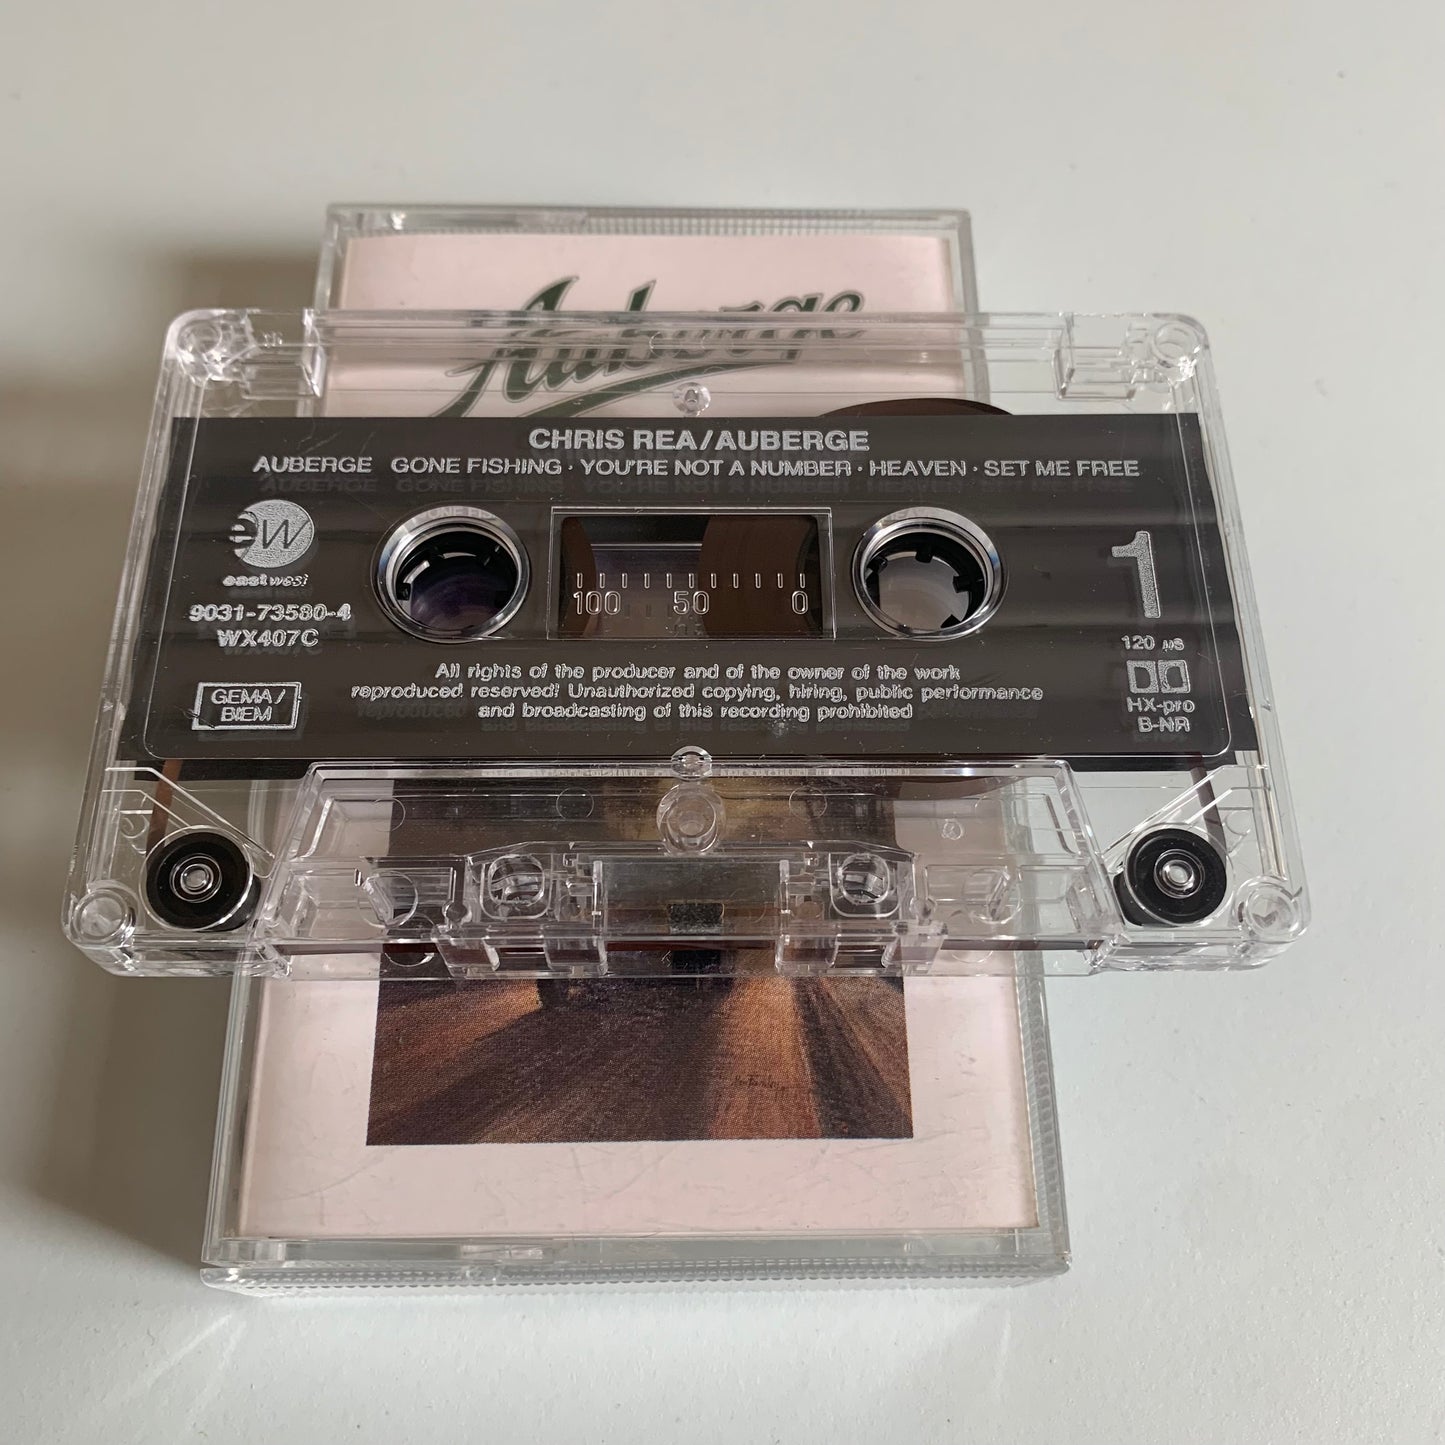 Auberge
CHRIS REA/AUBERGE
AUBERGE GONE FISHING · YOU'RE NOT A NUMBER · HEAVEN · SET ME FREE
ew
eastwest
9031-73580-4
WX407C
GEMA/
BIEM
100 50 0
1
120 µs
HX-pro
B-NR
All rights of the producer and of the owner of the work
reproduced reserved! Unauthorized copying, hiring, public performance
and broadcasting of this recording prohibited